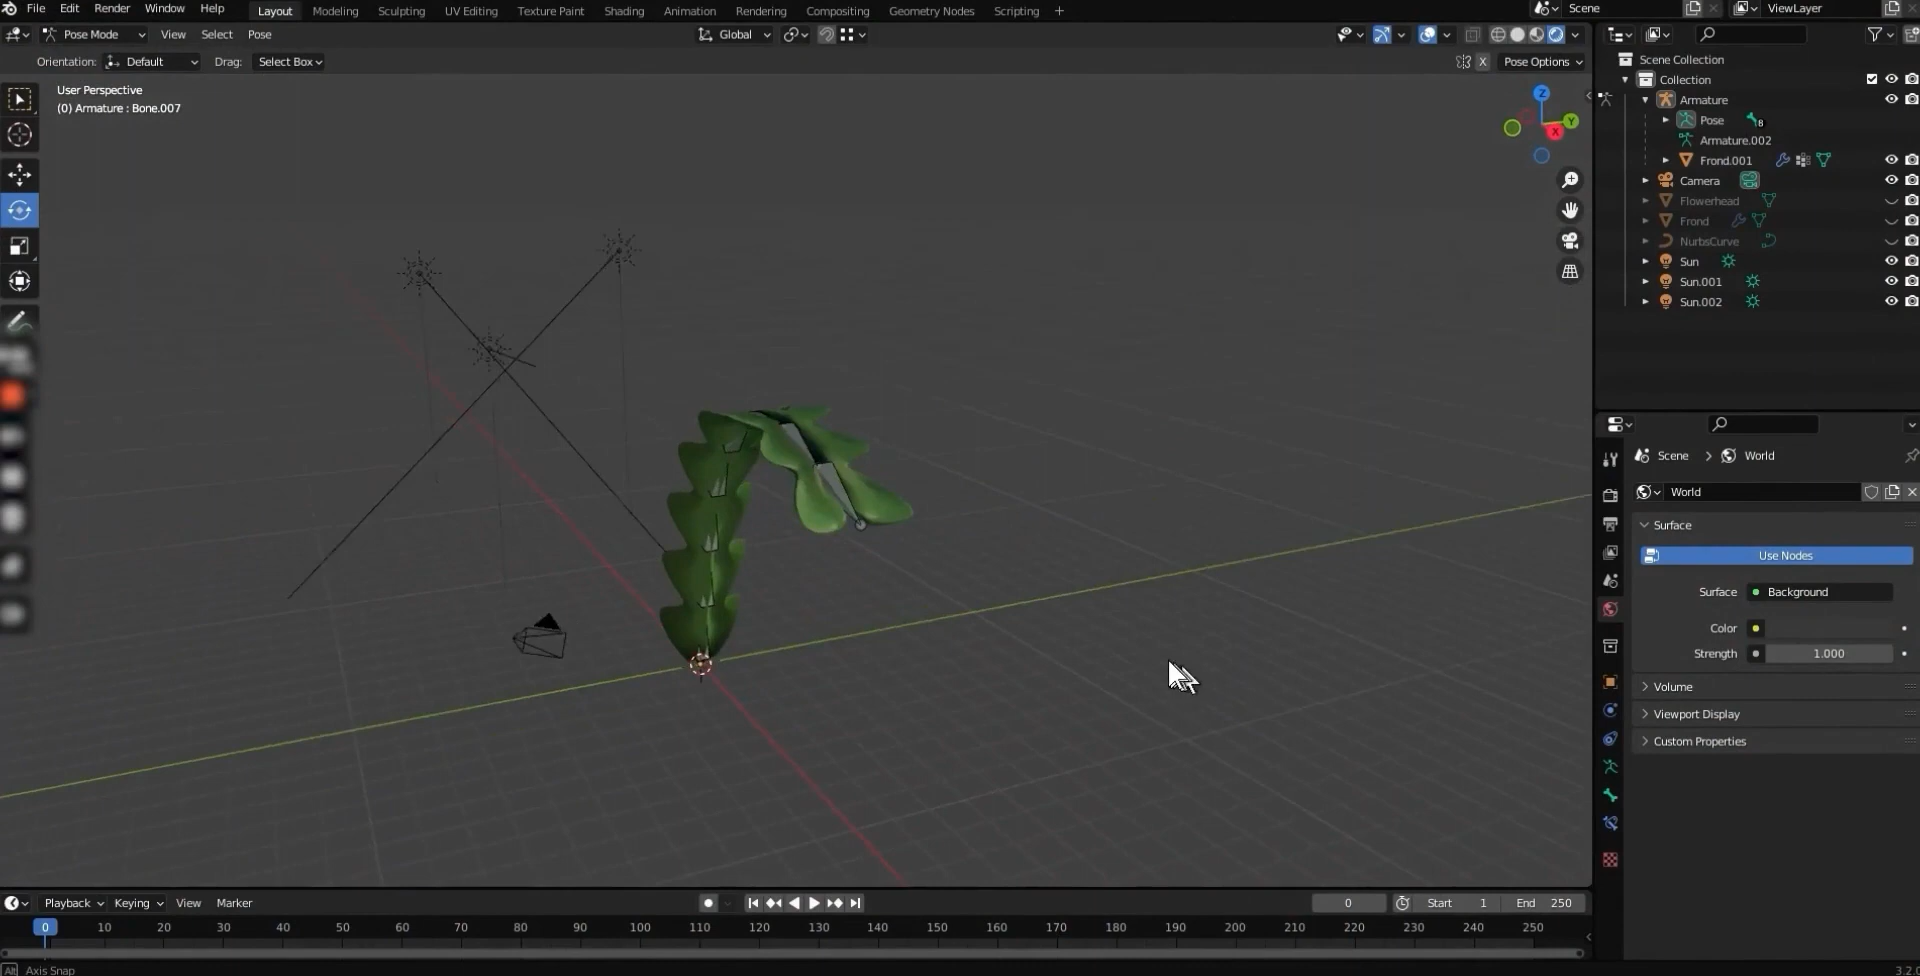 File Edit Render Window Help Layout Modeling Sculpting UV Editing Texture Paint Shading Animation Rendering Compositing Geometry Nodes Scripting + Scene ViewLayer
Pose Mode View Select Pose Global
Orientation: Default Drag: Select Box X Pose Options
User Perspective
(0) Armature : Bone.007
Z
Y
X
Scene Collection
Collection
Armature
Pose 8
Armature.002
Frond.001
Camera
Flowerhead
Frond
NurbsCurve
Sun
Sun.001
Sun.002
Scene > World
World
Surface
Use Nodes
Surface Background
Color
Strength 1.000
Volume
Viewport Display
Custom Properties
Playback Keying View Marker 0 Start 1 End 250
0 10 20 30 40 50 60 70 80 90 100 110 120 130 140 150 160 170 180 190 200 210 220 230 240 250
Alt Axis Snap